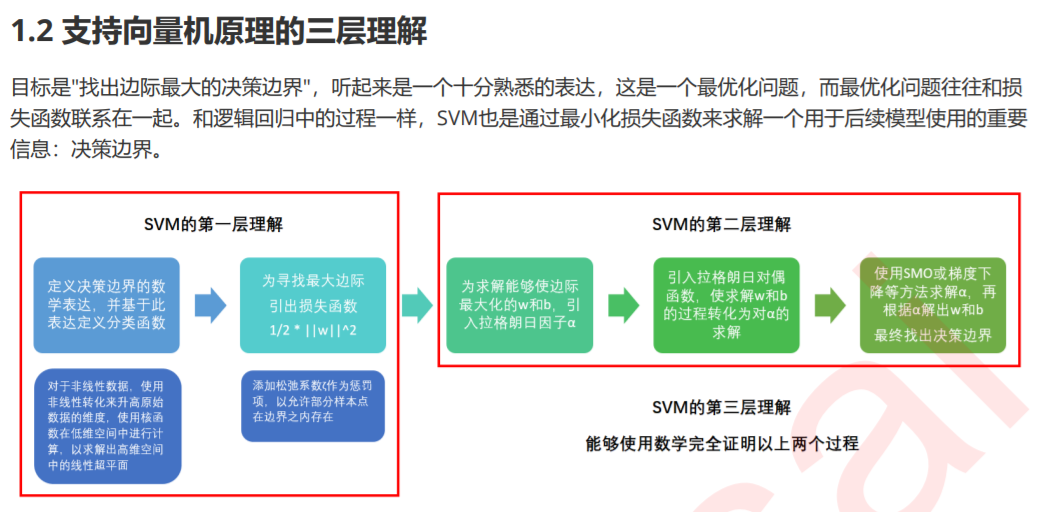 1.2 支持向量机原理的三层理解
目标是"找出边际最大的决策边界"，听起来是一个十分熟悉的表达，这是一个最优化问题，而最优化问题往往和损
失函数联系在一起。和逻辑回归中的过程一样，SVM也是通过最小化损失函数来求解一个用于后续模型使用的重要
信息：决策边界。
SVM的第一层理解
定义决策边界的数
学表达，并基于此
表达定义分类函数
为寻找最大边际
引出损失函数
1/2 * ||w||^2
对于非线性数据，使用
非线性转化来升高原始
数据的维度，使用核函
数在低维空间中进行计
算，以求解出高维空间
中的线性超平面
添加松弛系数ζ作为惩罚
项，以允许部分样本点
在边界之内存在
SVM的第二层理解
为求解能够使边际
最大化的w和b，引
入拉格朗日因子α
引入拉格朗日对偶
函数，使求解w和b
的过程转化为对α的
求解
使用SMO或梯度下
降等方法求解α，再
根据α解出w和b
最终找出决策边界
SVM的第三层理解
能够使用数学完全证明以上两个过程